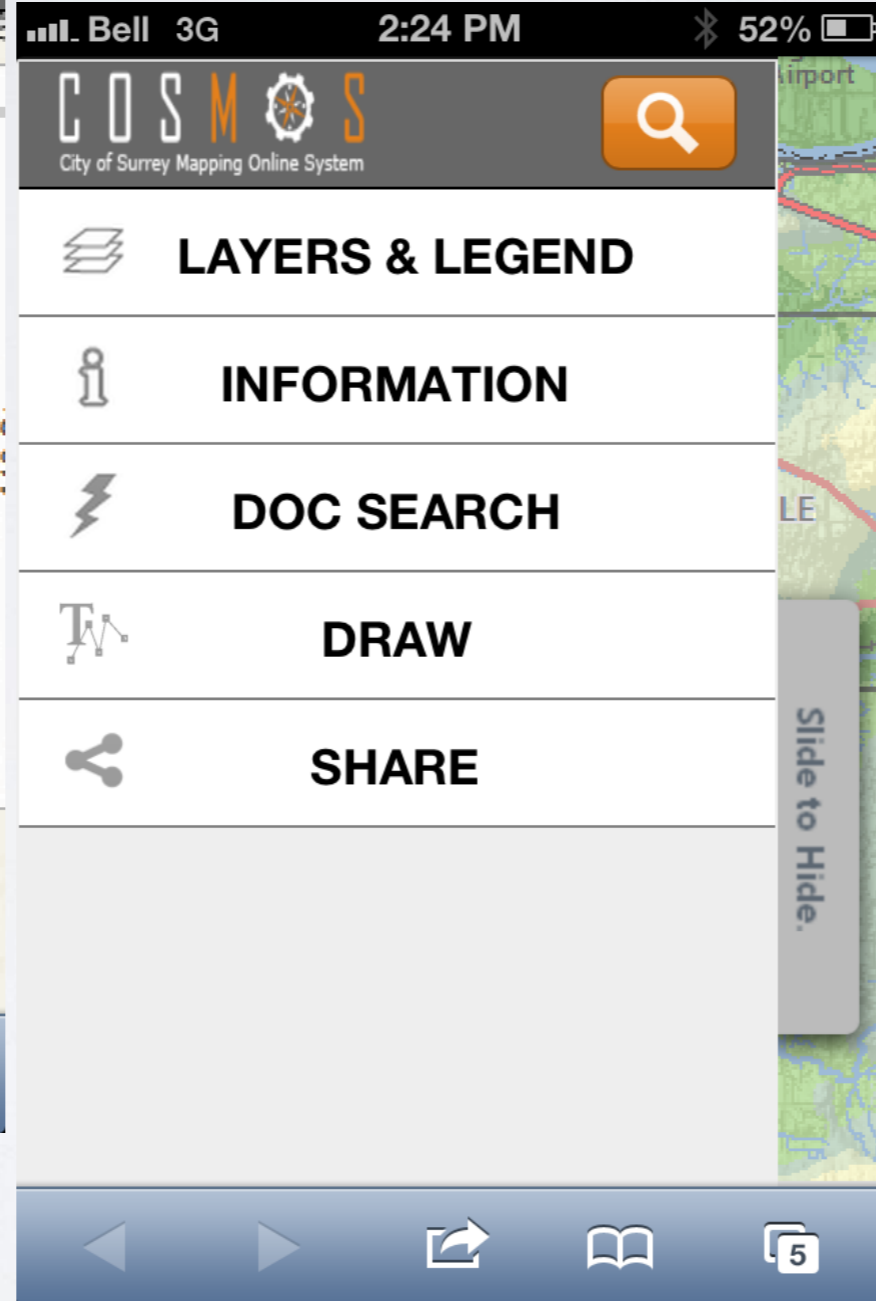 Bell 3G 2:24 PM 52%
COSMOS
City of Surrey Mapping Online System
Airport
LAYERS & LEGEND
INFORMATION
DOC SEARCH
LE
DRAW
SHARE
Slide to Hide.
5